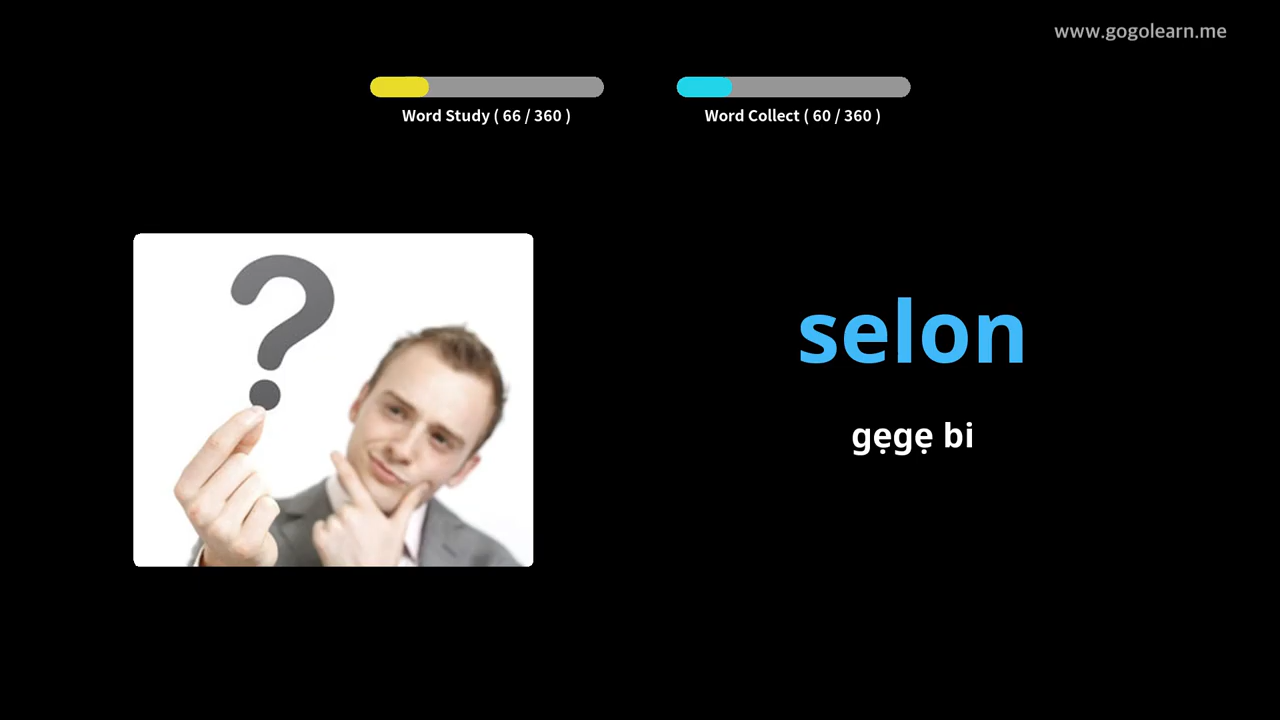 www.gogolearn.me
Word Study ( 66 / 360 )
Word Collect ( 60 / 360 )
selon
gẹgẹ bi